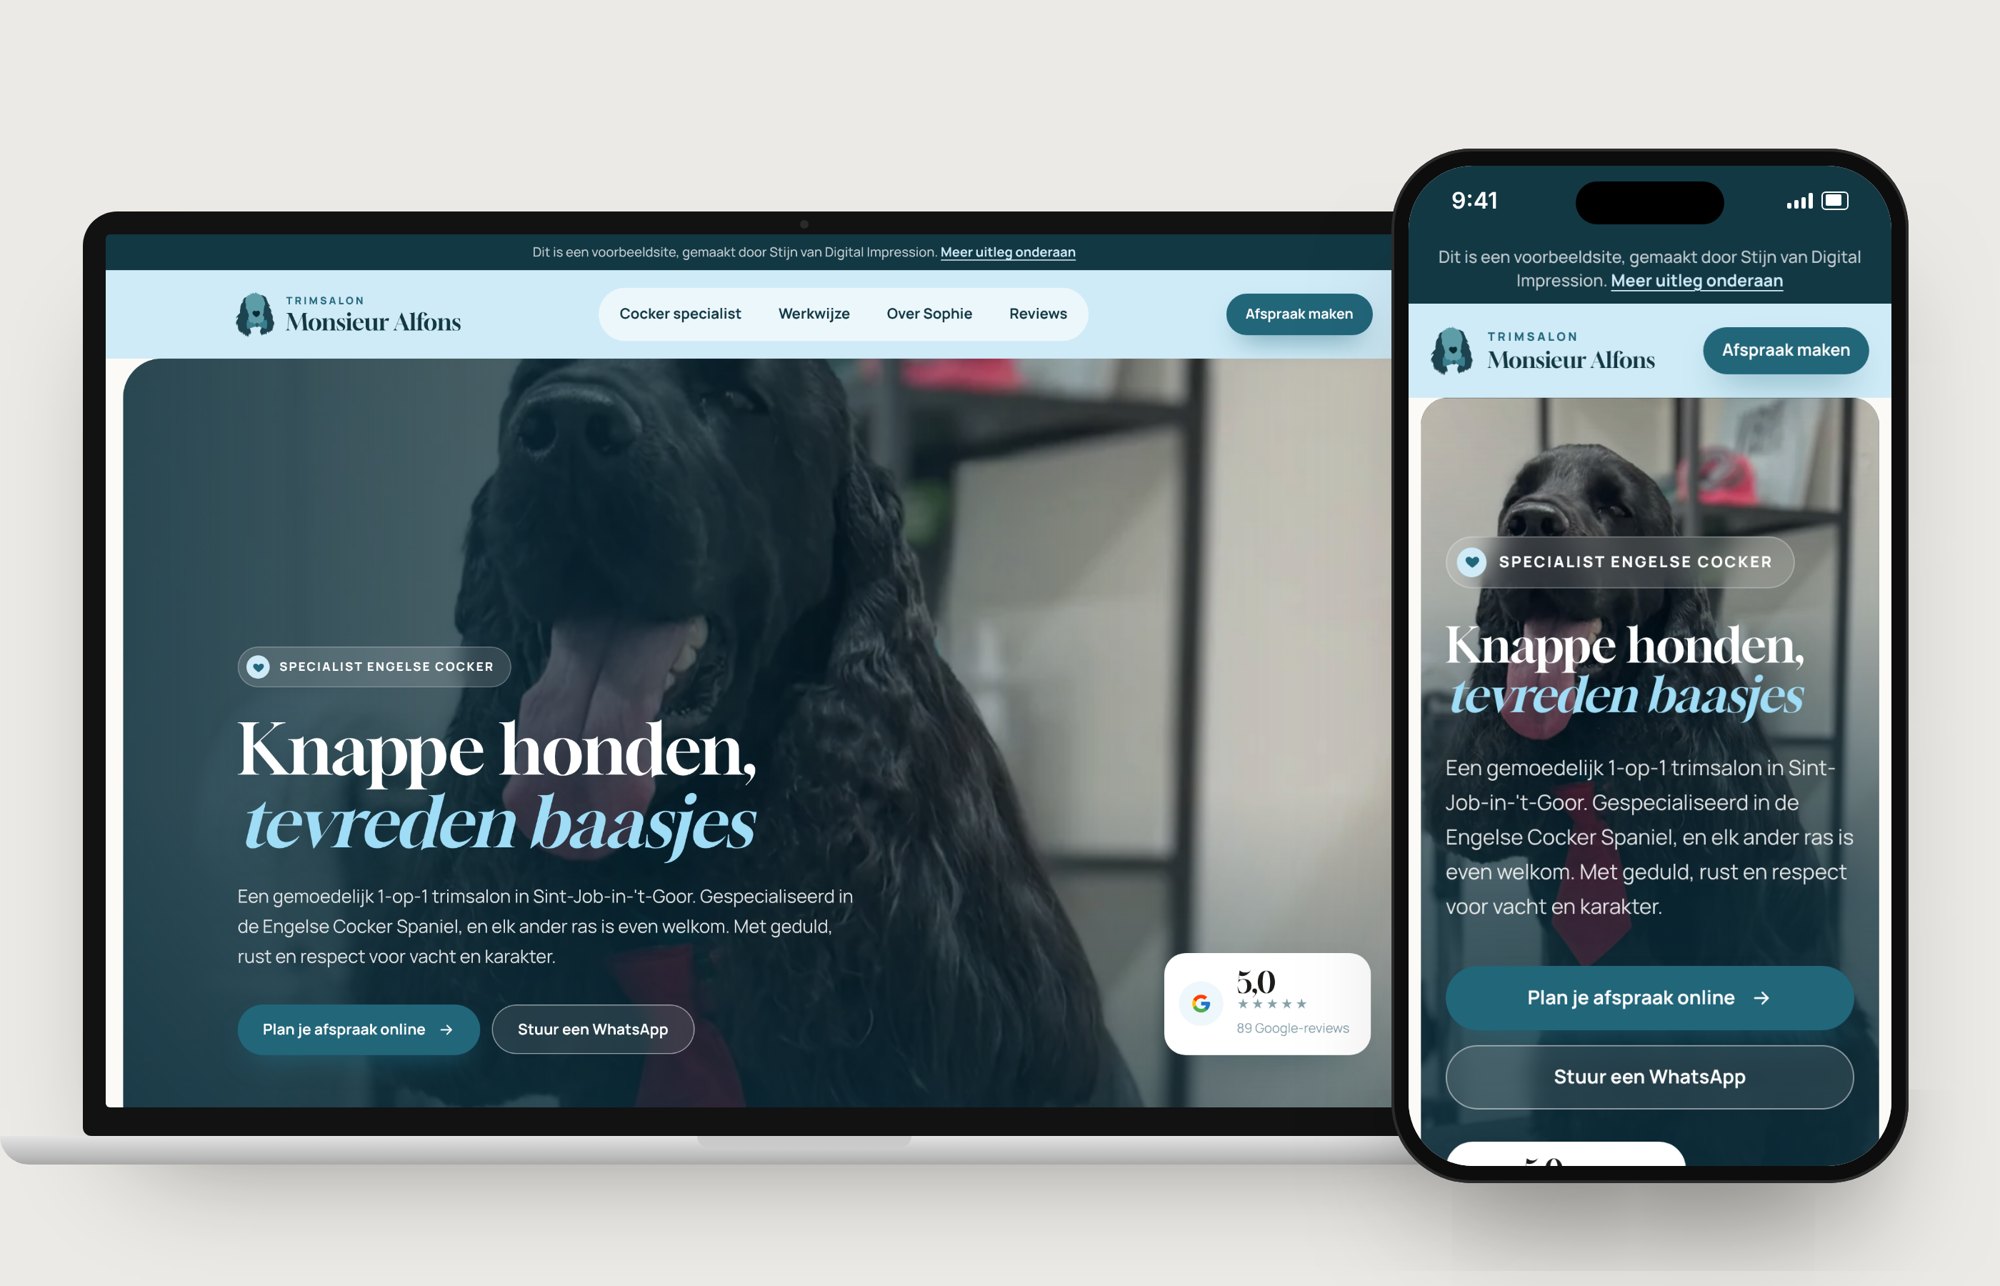 Dit is een voorbeeldsite, gemaakt door Stijn van Digital Impression. Meer uitleg onderaan
TRIMSALON
Monsieur Alfons
Cocker specialist
Werkwijze
Over Sophie
Reviews
Afspraak maken
SPECIALIST ENGELSE COCKER
Knappe honden,
tevreden baasjes
Een gemoedelijk 1-op-1 trimsalon in Sint-Job-in-'t-Goor. Gespecialiseerd in
de Engelse Cocker Spaniel, en elk ander ras is even welkom. Met geduld,
rust en respect voor vacht en karakter.
Plan je afspraak online →
Stuur een WhatsApp
G
5,0
★★★★★
89 Google-reviews
9:41
Dit is een voorbeeldsite, gemaakt door Stijn van Digital
Impression. Meer uitleg onderaan
TRIMSALON
Monsieur Alfons
Afspraak maken
SPECIALIST ENGELSE COCKER
Knappe honden,
tevreden baasjes
Een gemoedelijk 1-op-1 trimsalon in Sint-
Job-in-'t-Goor. Gespecialiseerd in de
Engelse Cocker Spaniel, en elk ander ras is
even welkom. Met geduld, rust en respect
voor vacht en karakter.
Plan je afspraak online →
Stuur een WhatsApp
5,0